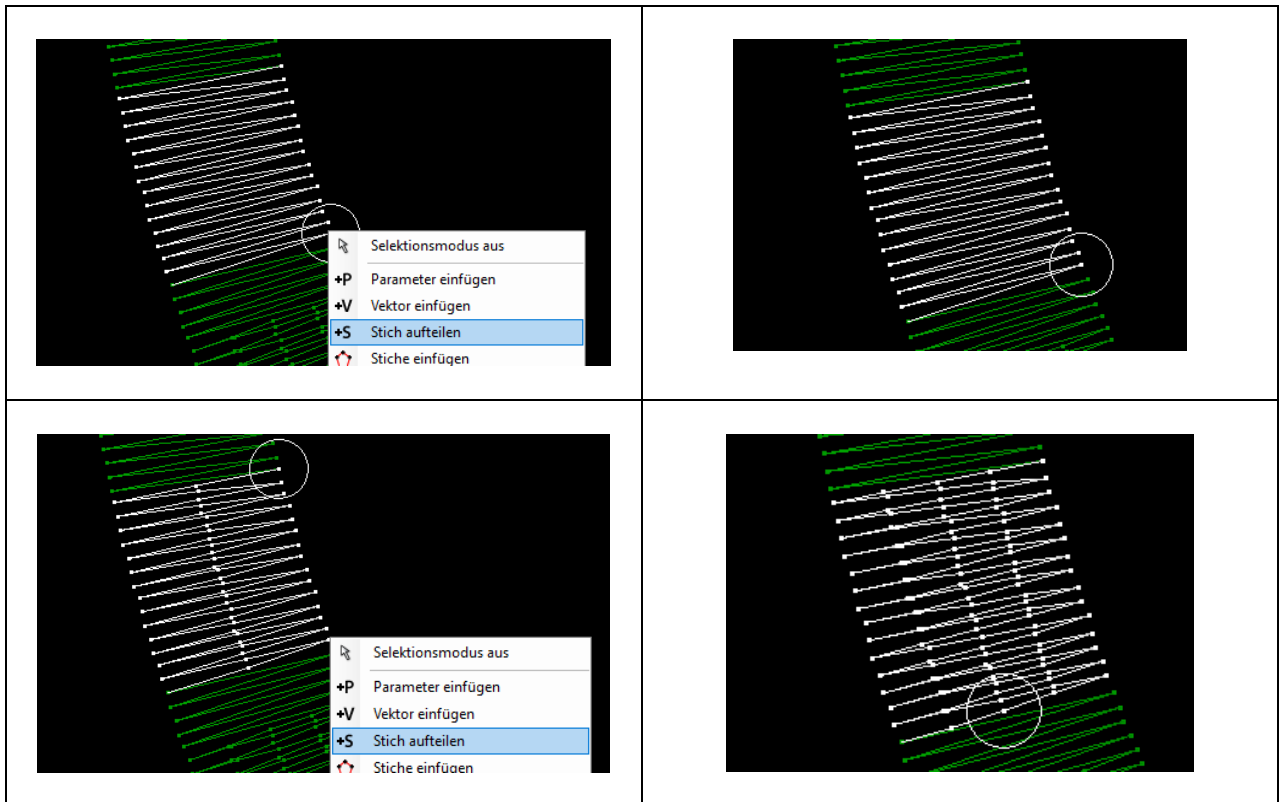 Selektionsmodus aus
+P Parameter einfügen
+V Vektor einfügen
+S Stich aufteilen
Stiche einfügen
Selektionsmodus aus
+P Parameter einfügen
+V Vektor einfügen
+S Stich aufteilen
Stiche einfügen